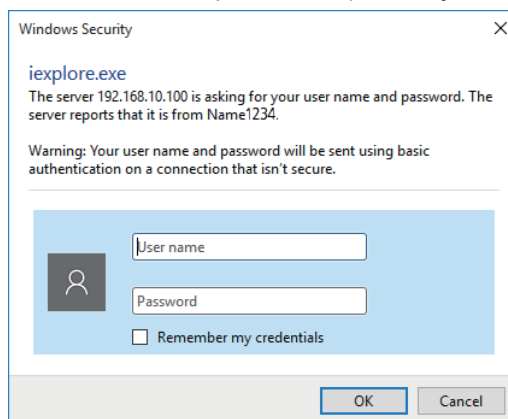 Windows Security
iexplore.exe
The server 192.168.10.100 is asking for your user name and password. The
server reports that it is from Name1234.
Warning: Your user name and password will be sent using basic
authentication on a connection that isn't secure.
User name
Password
Remember my credentials
OK Cancel